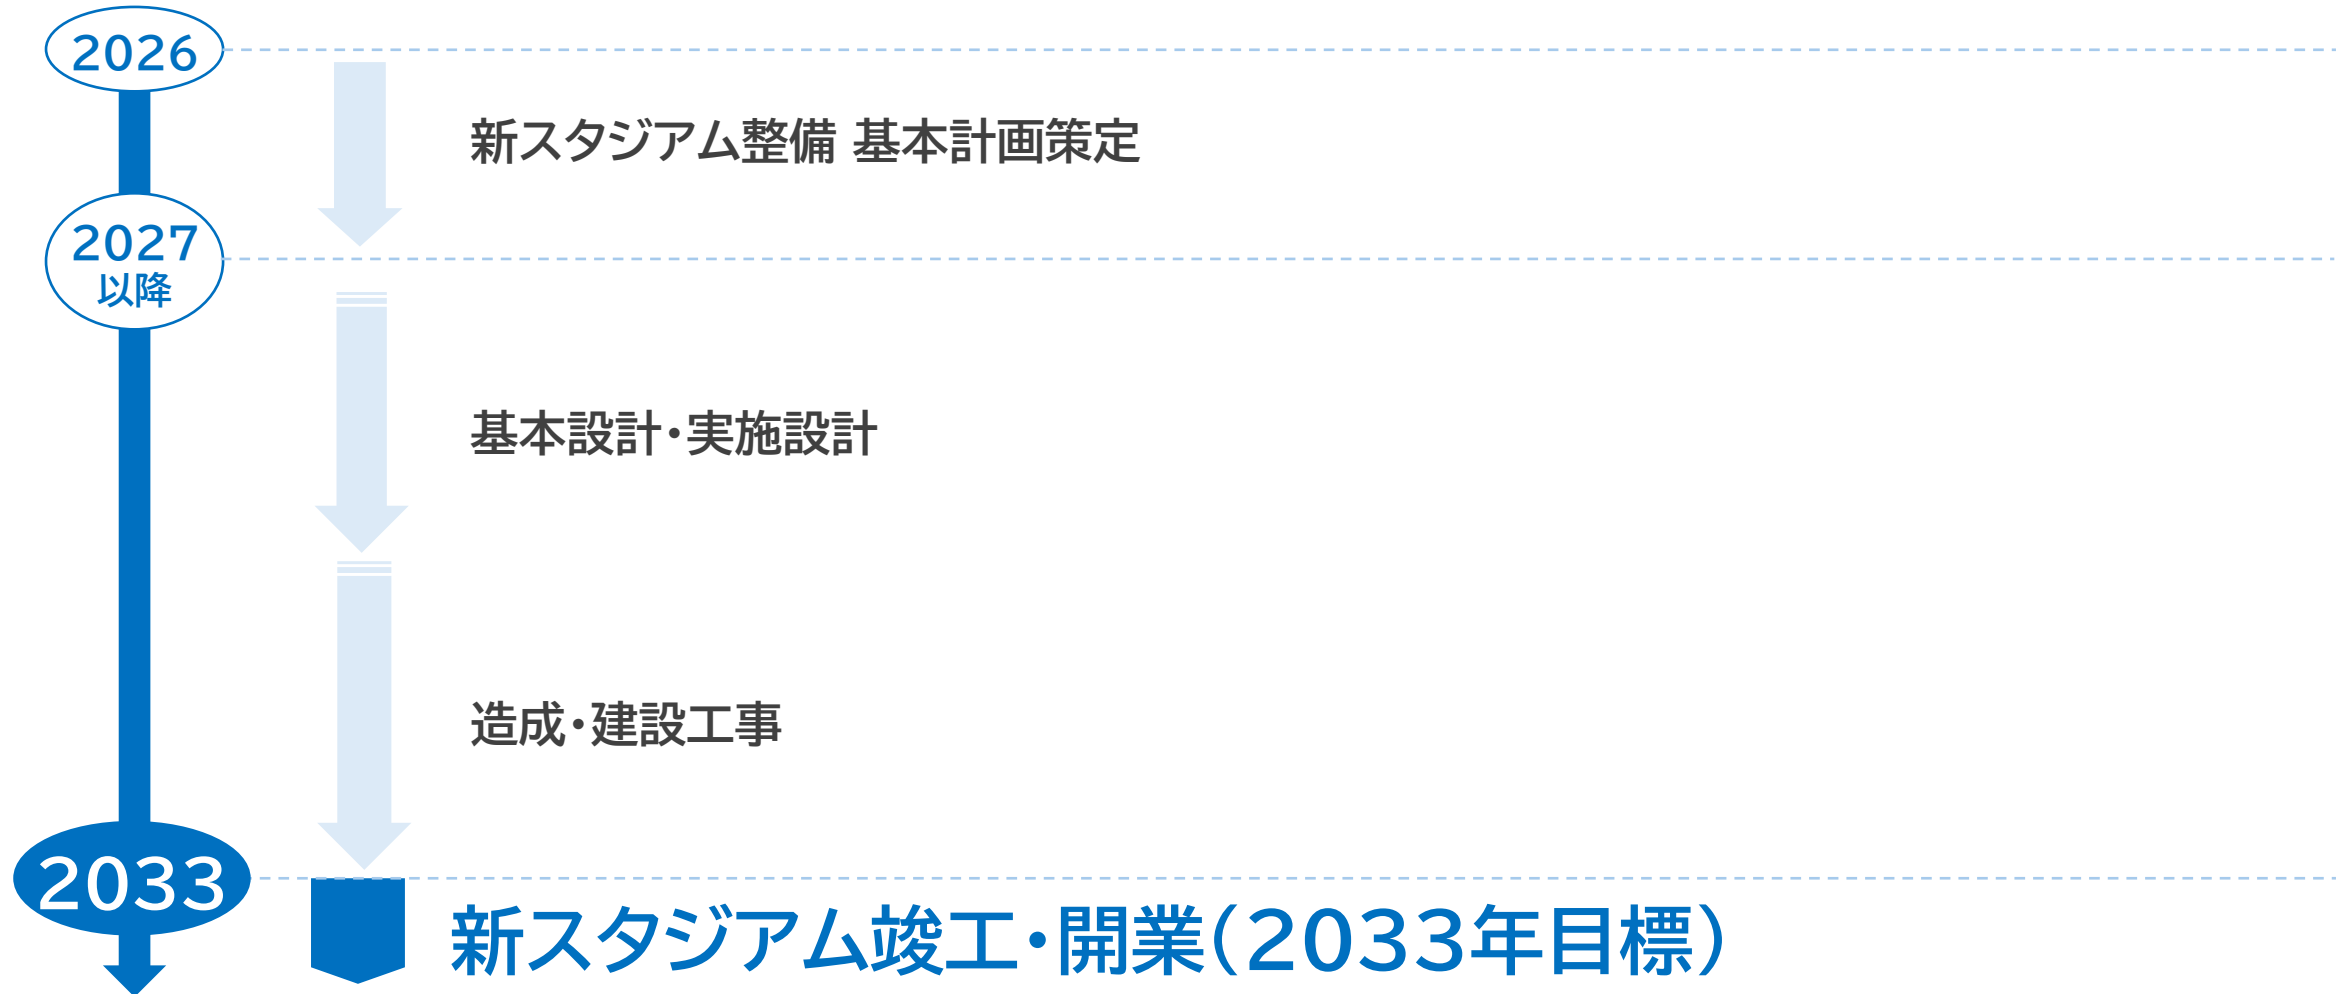 2026
新スタジアム整備 基本計画策定
2027
以降
基本設計・実施設計
造成・建設工事
2033
新スタジアム竣工・開業(2033年目標)